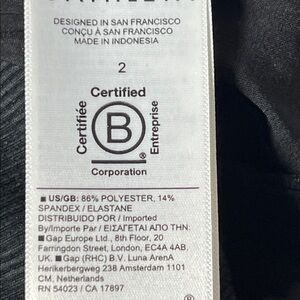 DESIGNED IN SAN FRANCISCO
CONÇU À SAN FRANCISCO
MADE IN INDONESIA
2
Certified
Certifiée
B
®
Entreprise
Corporation
■ US/GB: 86% POLYESTER, 14%
SPANDEX / ELASTANE
DISTRIBUIDO POR / Imported
By/Importe Par / ΕΙΣΑΓΕΤΑΙ ΑΠΟ ΤΗΝ:
■ Gap Europe Ltd., 8th Floor, 20
Farringdon Street, London, EC4A 4AB,
UK. ■ Gap (RHC) B.V. Luna ArenA
Herikerbergweg 238 Amsterdam 1101
CM, Netherlands
RN 54023 / CA 17897